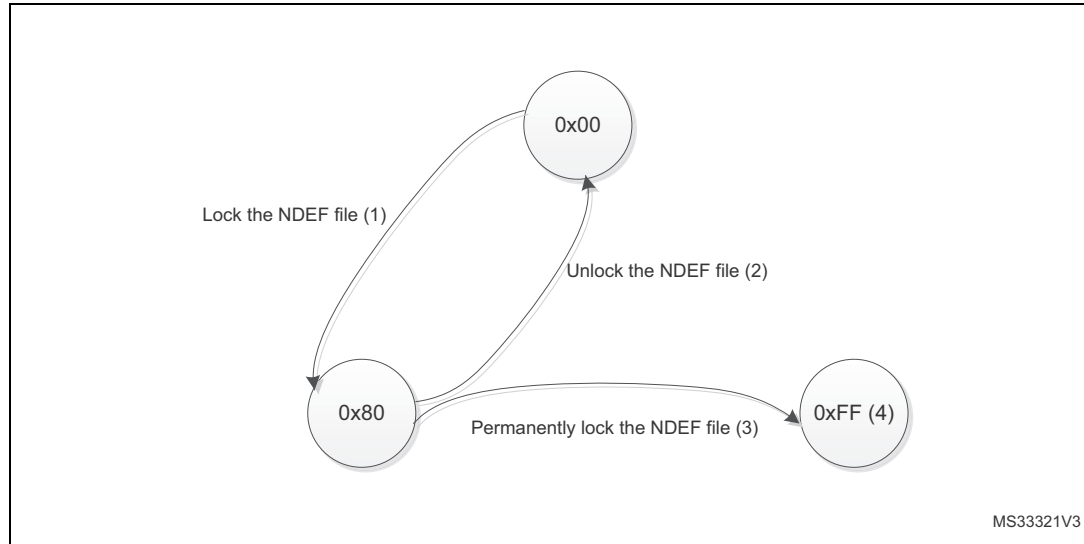 0x00
Lock the NDEF file (1)
Unlock the NDEF file (2)
0x80
0xFF (4)
Permanently lock the NDEF file (3)
MS33321V3